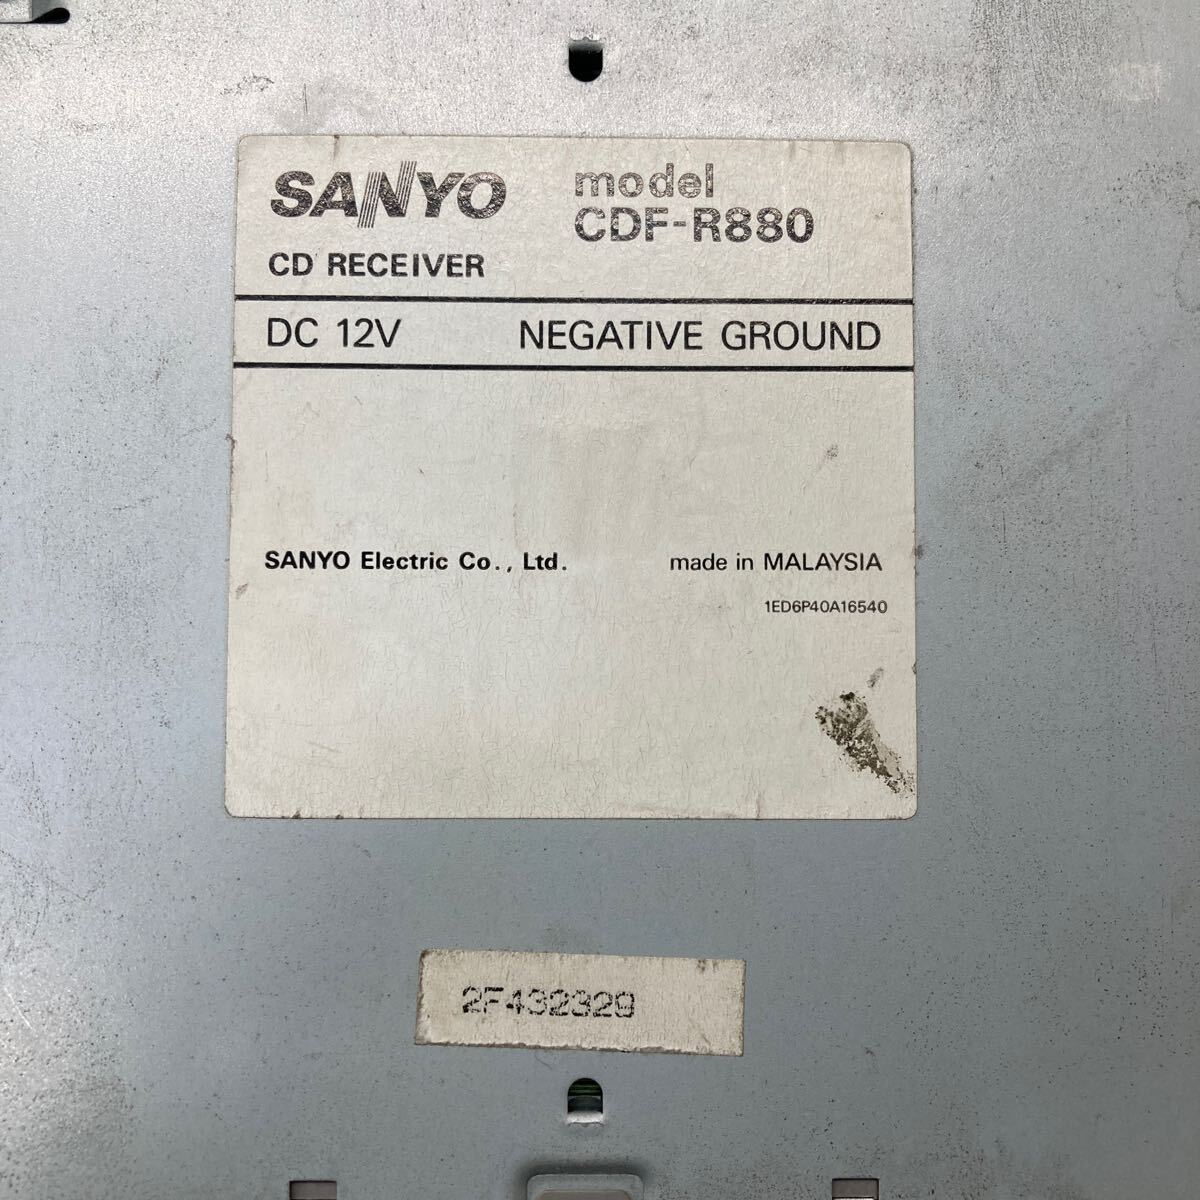 SANYO
model
CDF-R880
CD RECEIVER
DC 12V NEGATIVE GROUND
SANYO Electric Co., Ltd. made in MALAYSIA
1ED6P40A16540
2F432329